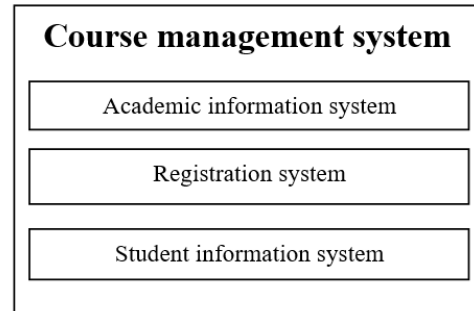 Course management system
Academic information system
Registration system
Student information system